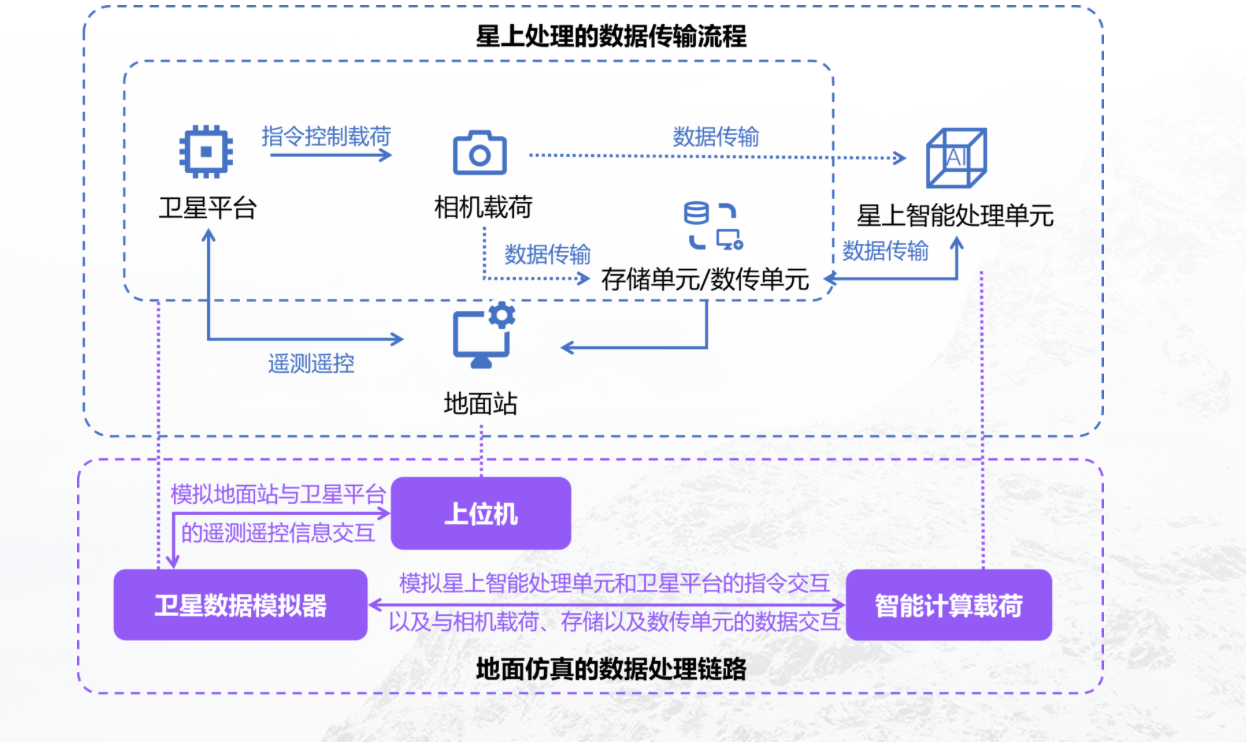 星上处理的数据传输流程
指令控制载荷
数据传输
AI
卫星平台
相机载荷
星上智能处理单元
数据传输
数据传输
存储单元/数传单元
遥测遥控
地面站
模拟地面站与卫星平台
的遥测遥控信息交互
上位机
卫星数据模拟器
模拟星上智能处理单元和卫星平台的指令交互
以及与相机载荷、存储以及数传单元的数据交互
智能计算载荷
地面仿真的数据处理链路